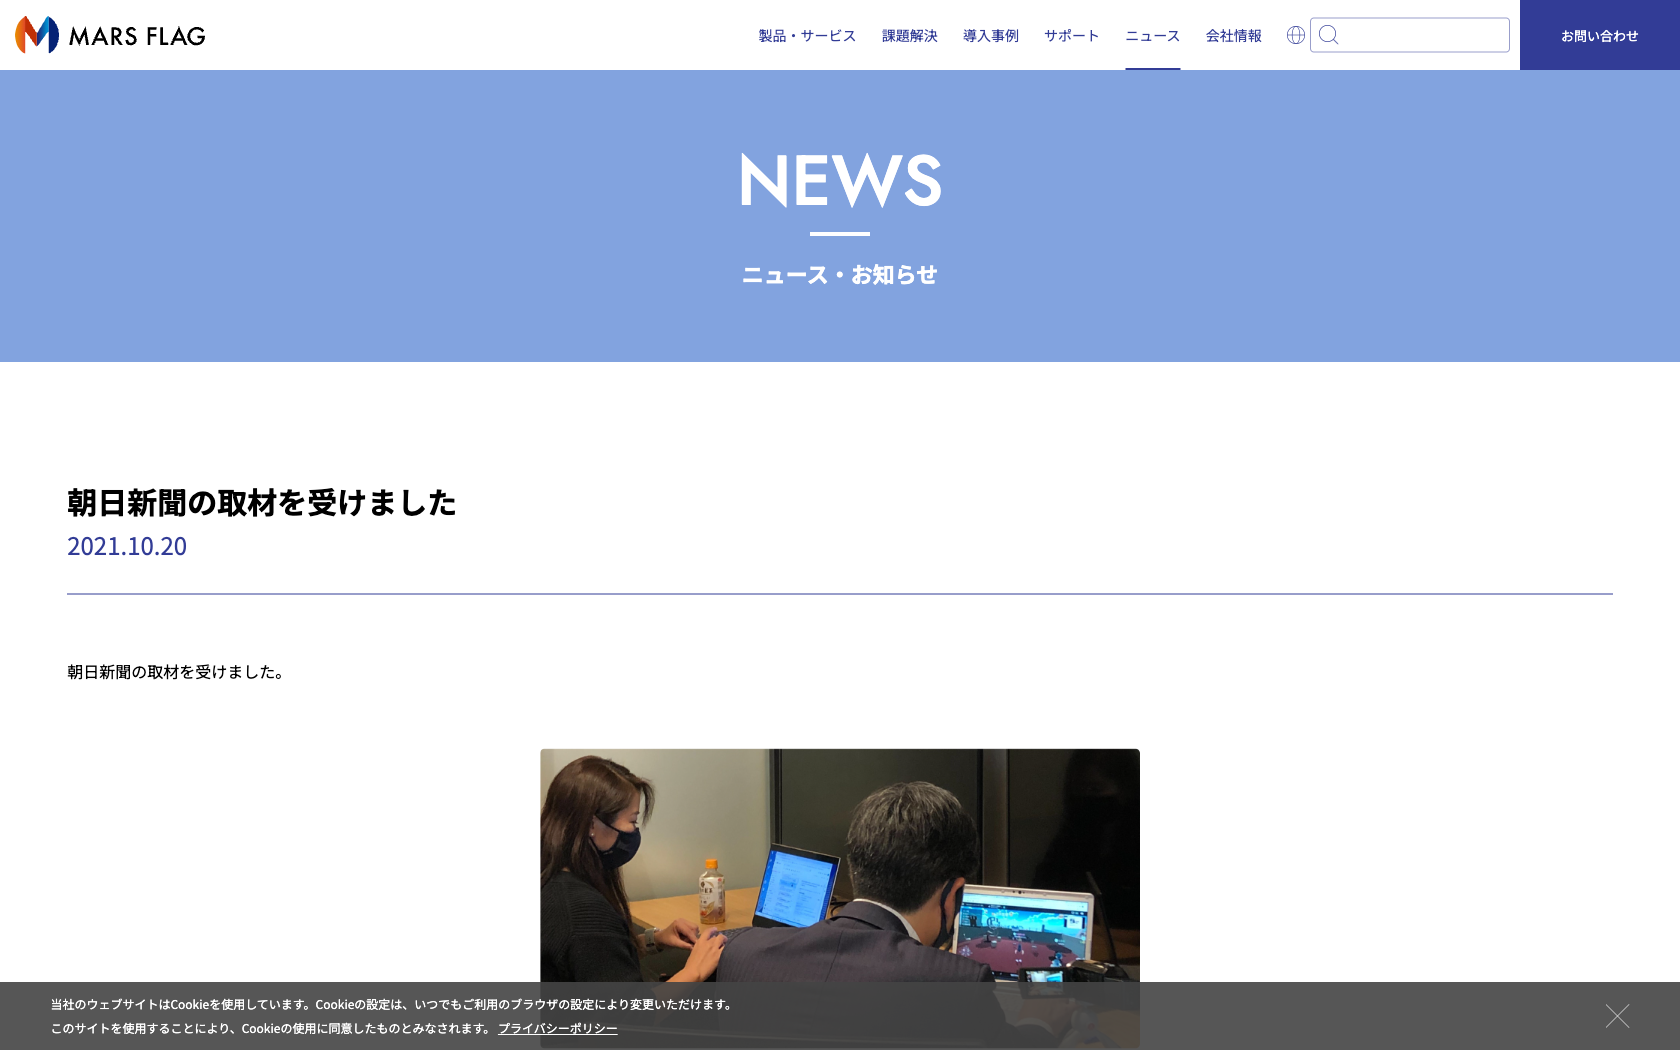 MARS FLAG
製品・サービス
課題解決
導入事例
サポート
ニュース
会社情報
お問い合わせ
NEWS
ニュース・お知らせ
朝日新聞の取材を受けました
2021.10.20
朝日新聞の取材を受けました。
当社のウェブサイトはCookieを使用しています。Cookieの設定は、いつでもご利用のブラウザの設定により変更いただけます。
このサイトを使用することにより、Cookieの使用に同意したものとみなされます。 プライバシーポリシー